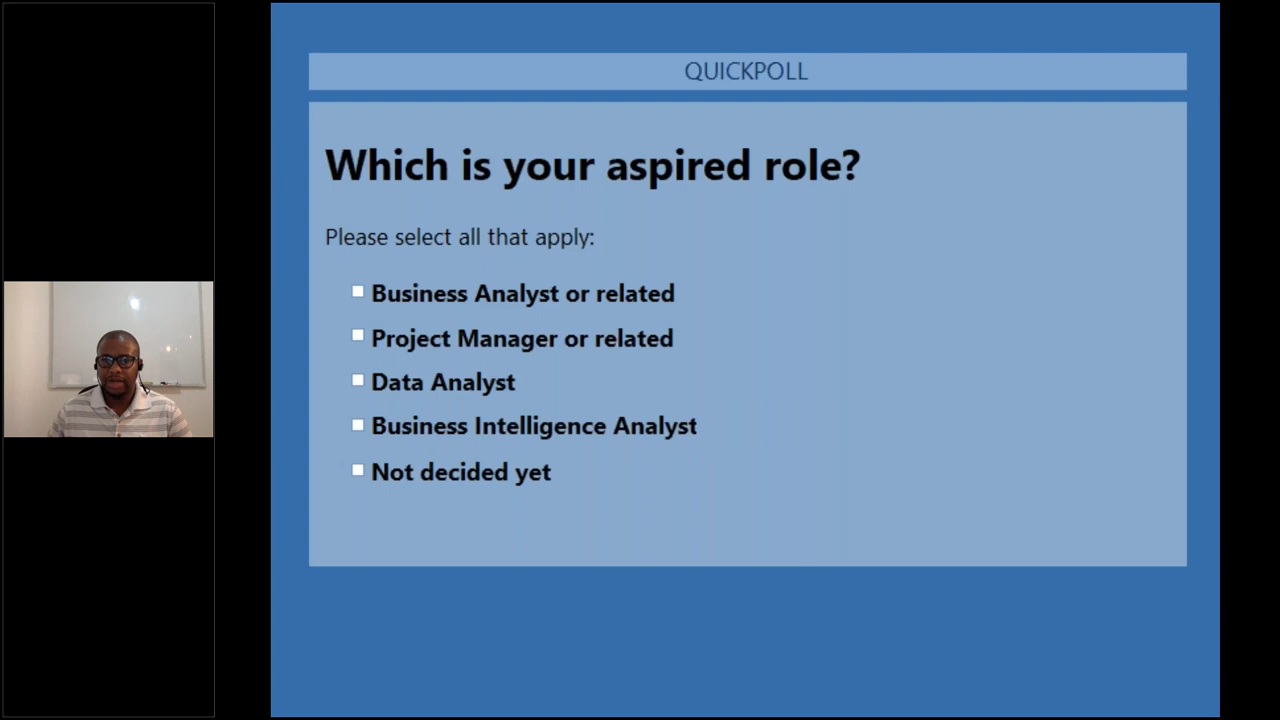 QUICKPOLL
Which is your aspired role?
Please select all that apply:
Business Analyst or related
Project Manager or related
Data Analyst
Business Intelligence Analyst
Not decided yet